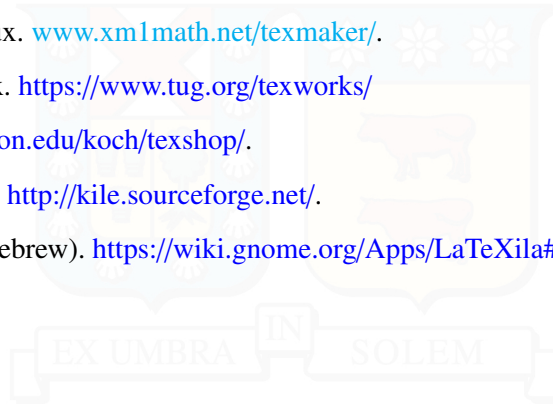 ux. www.xm1math.net/texmaker/.
x. https://www.tug.org/texworks/
on.edu/koch/texshop/.
http://kile.sourceforge.net/.
ebrew). https://wiki.gnome.org/Apps/LaTeXila#
EX UMBRA IN SOLEM